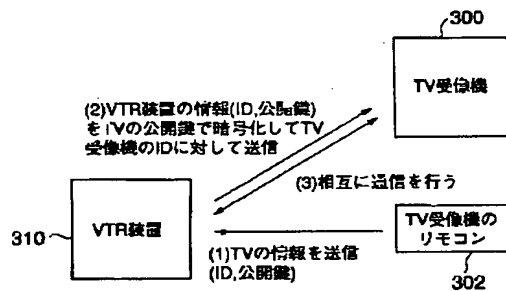 300
TV受像機
(2)VTR装置の情報(ID,公開鍵)
をTVの公開鍵で暗号化してTV
受像機のIDに対して送信
(3)相互に通信を行う
310
VTR装置
TV受像機の
リモコン
(1)TVの情報を送信
(ID,公開鍵)
302